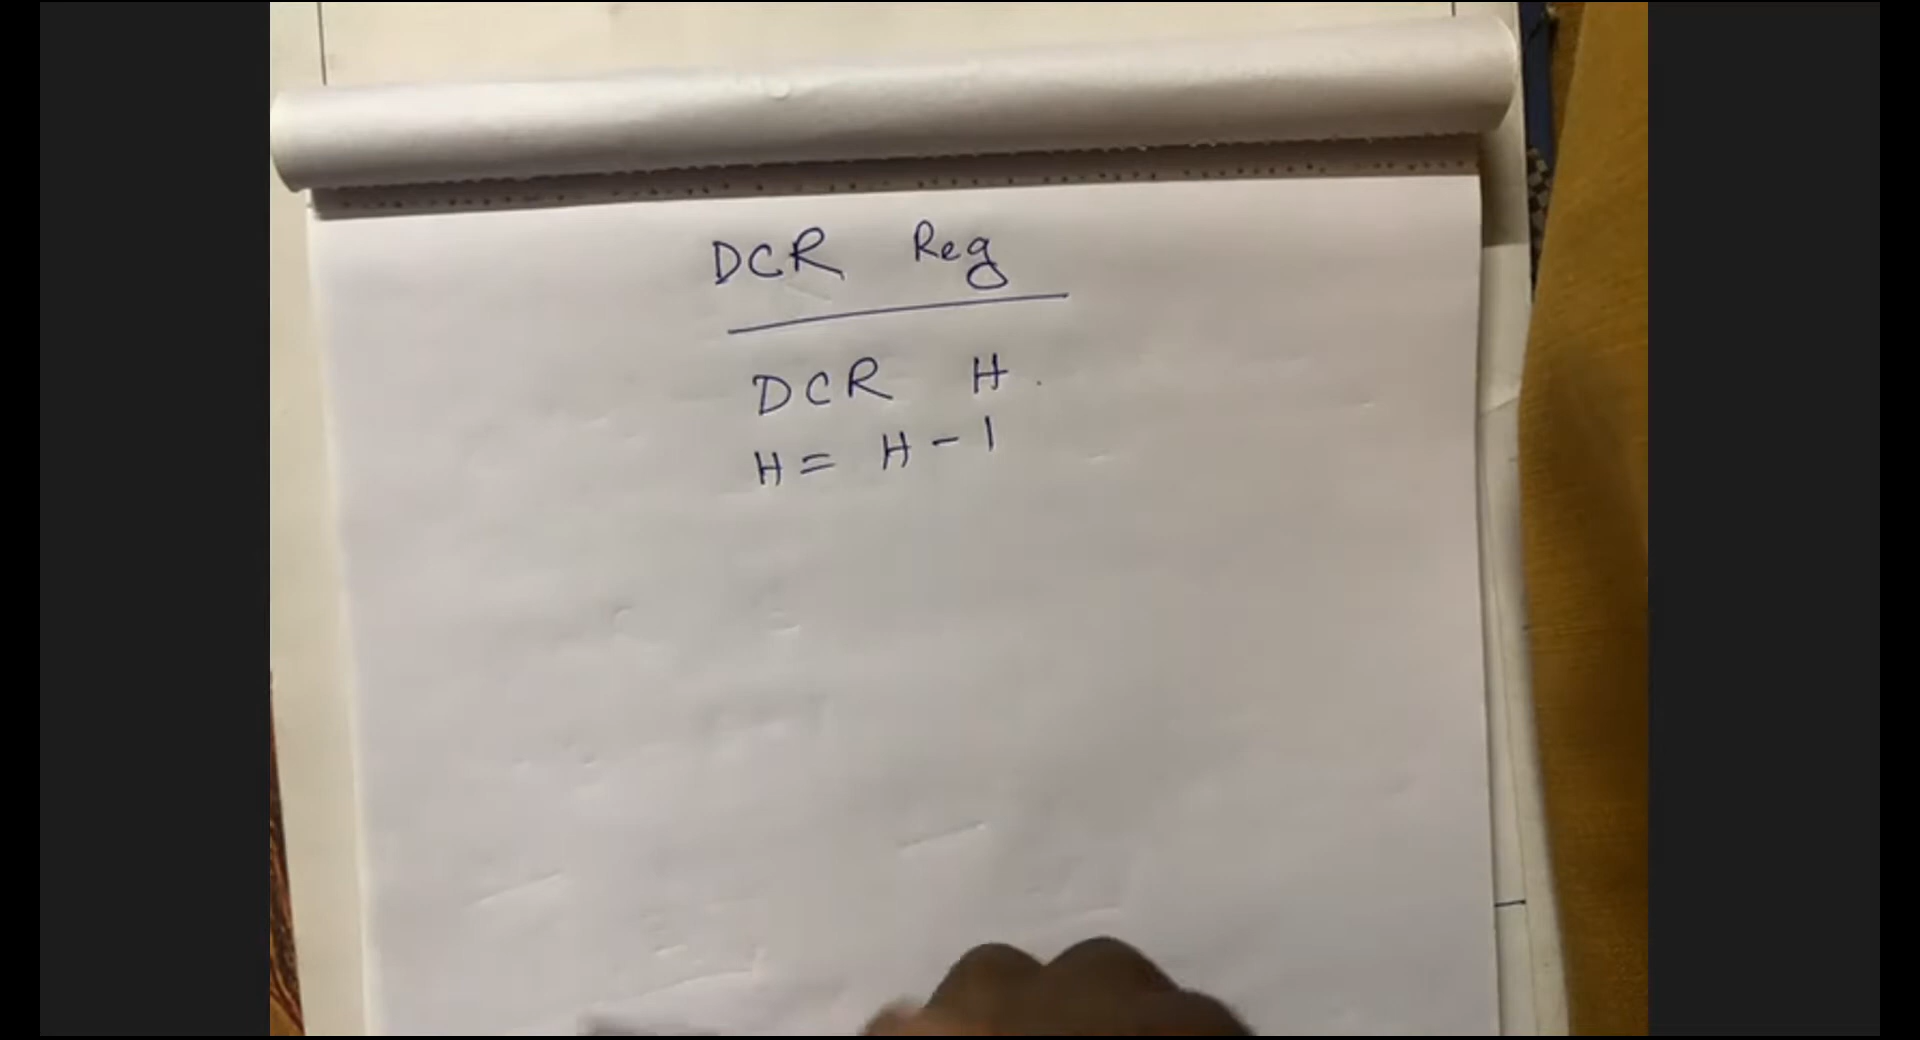 DCR Reg
DCR H.
H = H - 1